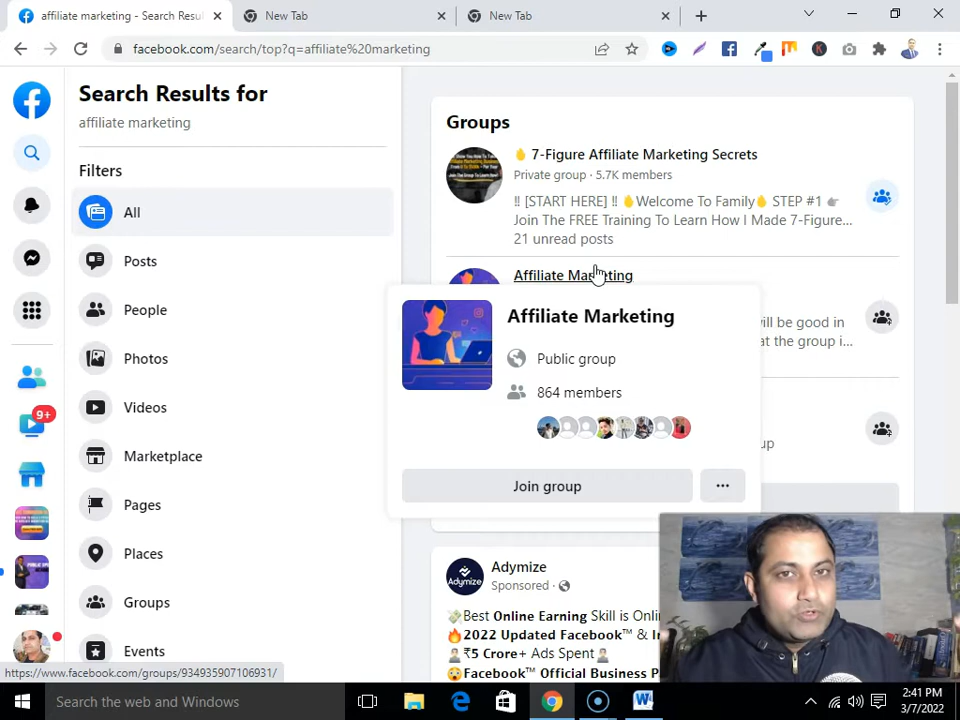 affiliate marketing - Search Resul
New Tab
New Tab
facebook.com/search/top?q=affiliate%20marketing
Search Results for
affiliate marketing
Filters
All
Posts
People
Photos
Videos
Marketplace
Pages
Places
Groups
Events
9+
Groups
7-Figure Affiliate Marketing Secrets
Private group · 5.7K members
!! [START HERE] !! Welcome To Family STEP #1
Join The FREE Training To Learn How I Made 7-Figure...
21 unread posts
Affiliate Marketing
will be good in
at the group i...
Affiliate Marketing
Public group
864 members
Join group
Adymize
Adymize
Sponsored ·
Best Online Earning Skill is Onli
2022 Updated Facebook™ & I
₹5 Crore+ Ads Spent
Facebook™ Official Business P
https://www.facebook.com/groups/934935907106931/
Search the web and Windows
2:41 PM
3/7/2022